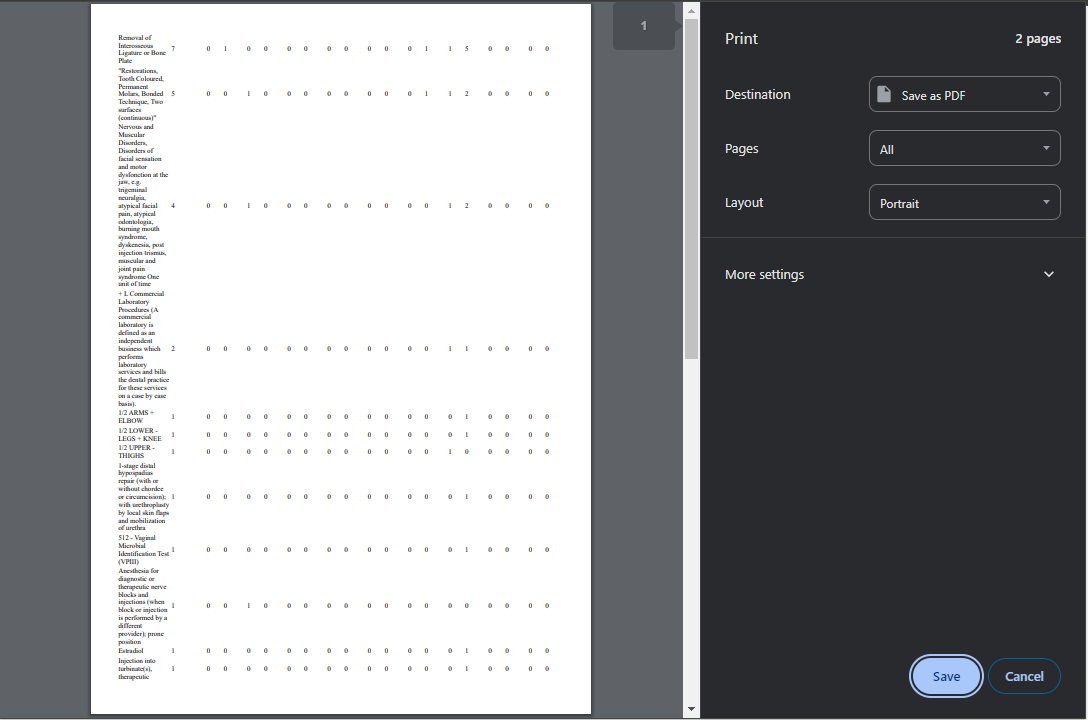 Removal of
Interosseous
Ligature or Bone 7 0 1 0 0 0 0 0 0 0 0 0 1 1 5 0 0 0 0
Plate
"Restorations,
Tooth Coloured,
Permanent
Molars, Bonded 5 0 0 1 0 0 0 0 0 0 0 0 1 1 2 0 0 0 0
Technique, Two
surfaces
(continuous)"
Nervous and
Muscular
Disorders,
Disorders of
facial sensation
and motor
dysfonction at the
jaw, e.g.
trigeminal
neuralgia,
atypical facial 4 0 0 1 0 0 0 0 0 0 0 0 0 1 2 0 0 0 0
pain, atypical
odontologia,
burning mouth
syndrome,
dyskenesia, post
injection trismus,
muscular and
joint pain
syndrome One
unit of time
+ L Commercial
Laboratory
Procedures (A
commercial
laboratory is
defined as an
independent
business which 2 0 0 0 0 0 0 0 0 0 0 0 0 1 1 0 0 0 0
performs
laboratory
services and bills
the dental practice
for these services
on a case by case
basis).
1/2 ARMS + 1 0 0 0 0 0 0 0 0 0 0 0 0 0 1 0 0 0 0
ELBOW
1/2 LOWER - 1 0 0 0 0 0 0 0 0 0 0 0 0 0 1 0 0 0 0
LEGS + KNEE
1/2 UPPER - 1 0 0 0 0 0 0 0 0 0 0 0 0 1 0 0 0 0 0
THIGHS
1-stage distal
hypospadias
repair (with or
without chordee
or circumcision); 1 0 0 0 0 0 0 0 0 0 0 0 0 0 1 0 0 0 0
with urethroplasty
by local skin flaps
and mobilization
of urethra
512 - Vaginal
Microbial
Identification Test 1 0 0 0 0 0 0 0 0 0 0 0 0 0 1 0 0 0 0
(VPIII)
Anesthesia for
diagnostic or
therapeutic nerve
blocks and
injections (when 1 0 0 1 0 0 0 0 0 0 0 0 0 0 0 0 0 0 0
block or injection
is performed by a
different
provider); prone
position
Estradiol 1 0 0 0 0 0 0 0 0 0 0 0 0 0 1 0 0 0 0
Injection into
turbinate(s), 1 0 0 0 0 0 0 0 0 0 0 0 0 0 1 0 0 0 0
therapeutic
1
Print 2 pages
Destination Save as PDF
Pages All
Layout Portrait
More settings
Save Cancel